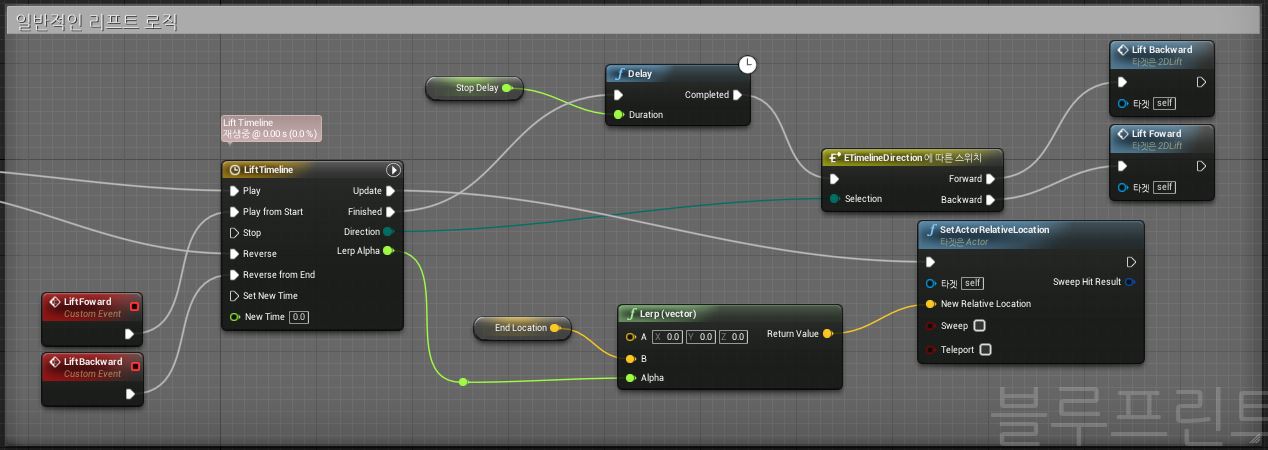 일반적인 리프트 로직
Lift Timeline
재생중 @ 0.00 s (0.0 %)
LiftTimeline
Play
Play from Start
Stop
Reverse
Reverse from End
Set New Time
New Time 0.0
Update
Finished
Direction
Lerp Alpha
LiftFoward
Custom Event
LiftBackward
Custom Event
Stop Delay
Delay
Completed
Duration
ETimelineDirection 에 따른 스위치
Forward
Selection
Backward
Lift Backward
타겟은 2DLift
타겟 self
Lift Foward
타겟은 2DLift
타겟 self
End Location
Lerp (vector)
A X 0.0 Y 0.0 Z 0.0
B
Alpha
Return Value
SetActorRelativeLocation
타겟은 Actor
타겟 self
Sweep Hit Result
New Relative Location
Sweep
Teleport
블루프린트